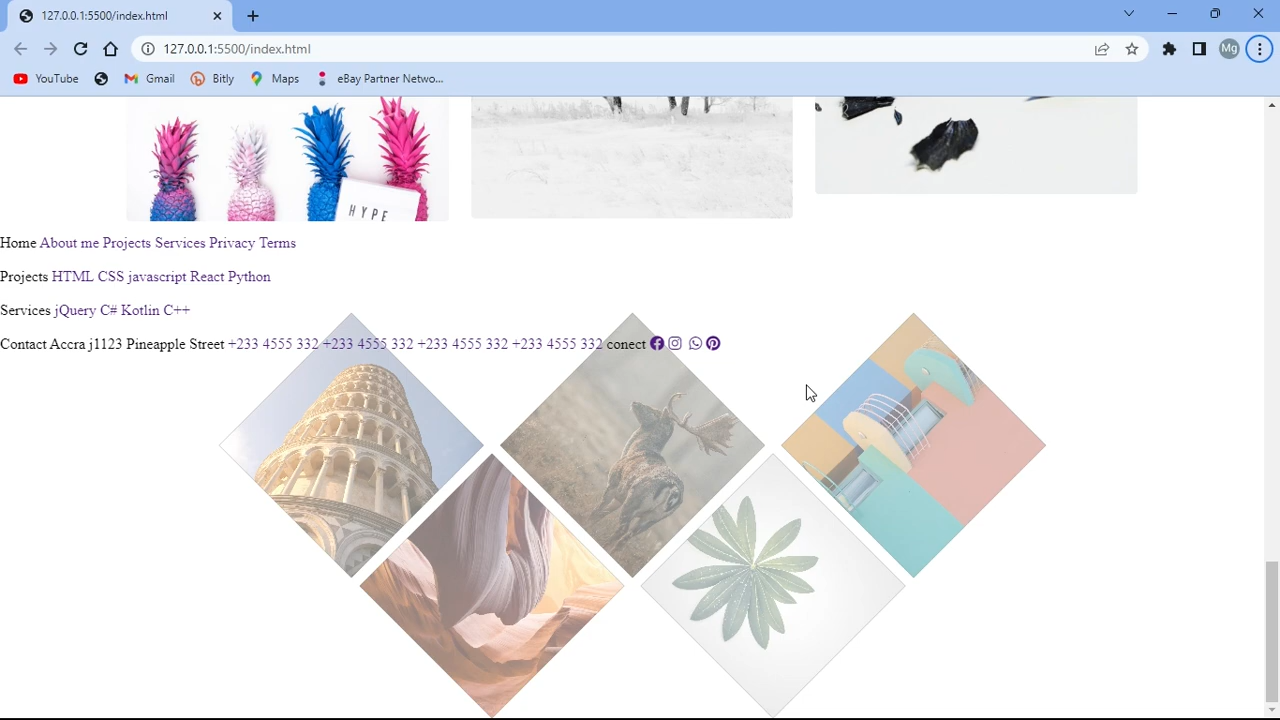 127.0.0.1:5500/index.html
127.0.0.1:5500/index.html
Mg
YouTube Gmail Bitly Maps eBay Partner Netwo...
HYPE
Home About me Projects Services Privacy Terms
Projects HTML CSS javascript React Python
Services jQuery C# Kotlin C++
Contact Accra j1123 Pineapple Street +233 4555 332 +233 4555 332 +233 4555 332 +233 4555 332 conect